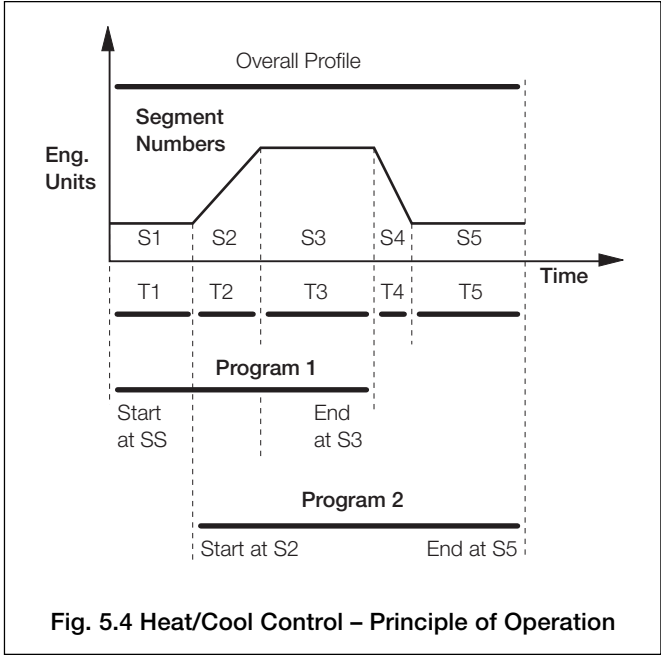 Overall Profile
Segment
Numbers
Eng.
Units
S1 S2 S3 S4 S5
Time
T1 T2 T3 T4 T5
Program 1
Start
at SS
End
at S3
Program 2
Start at S2 End at S5
Fig. 5.4 Heat/Cool Control – Principle of Operation